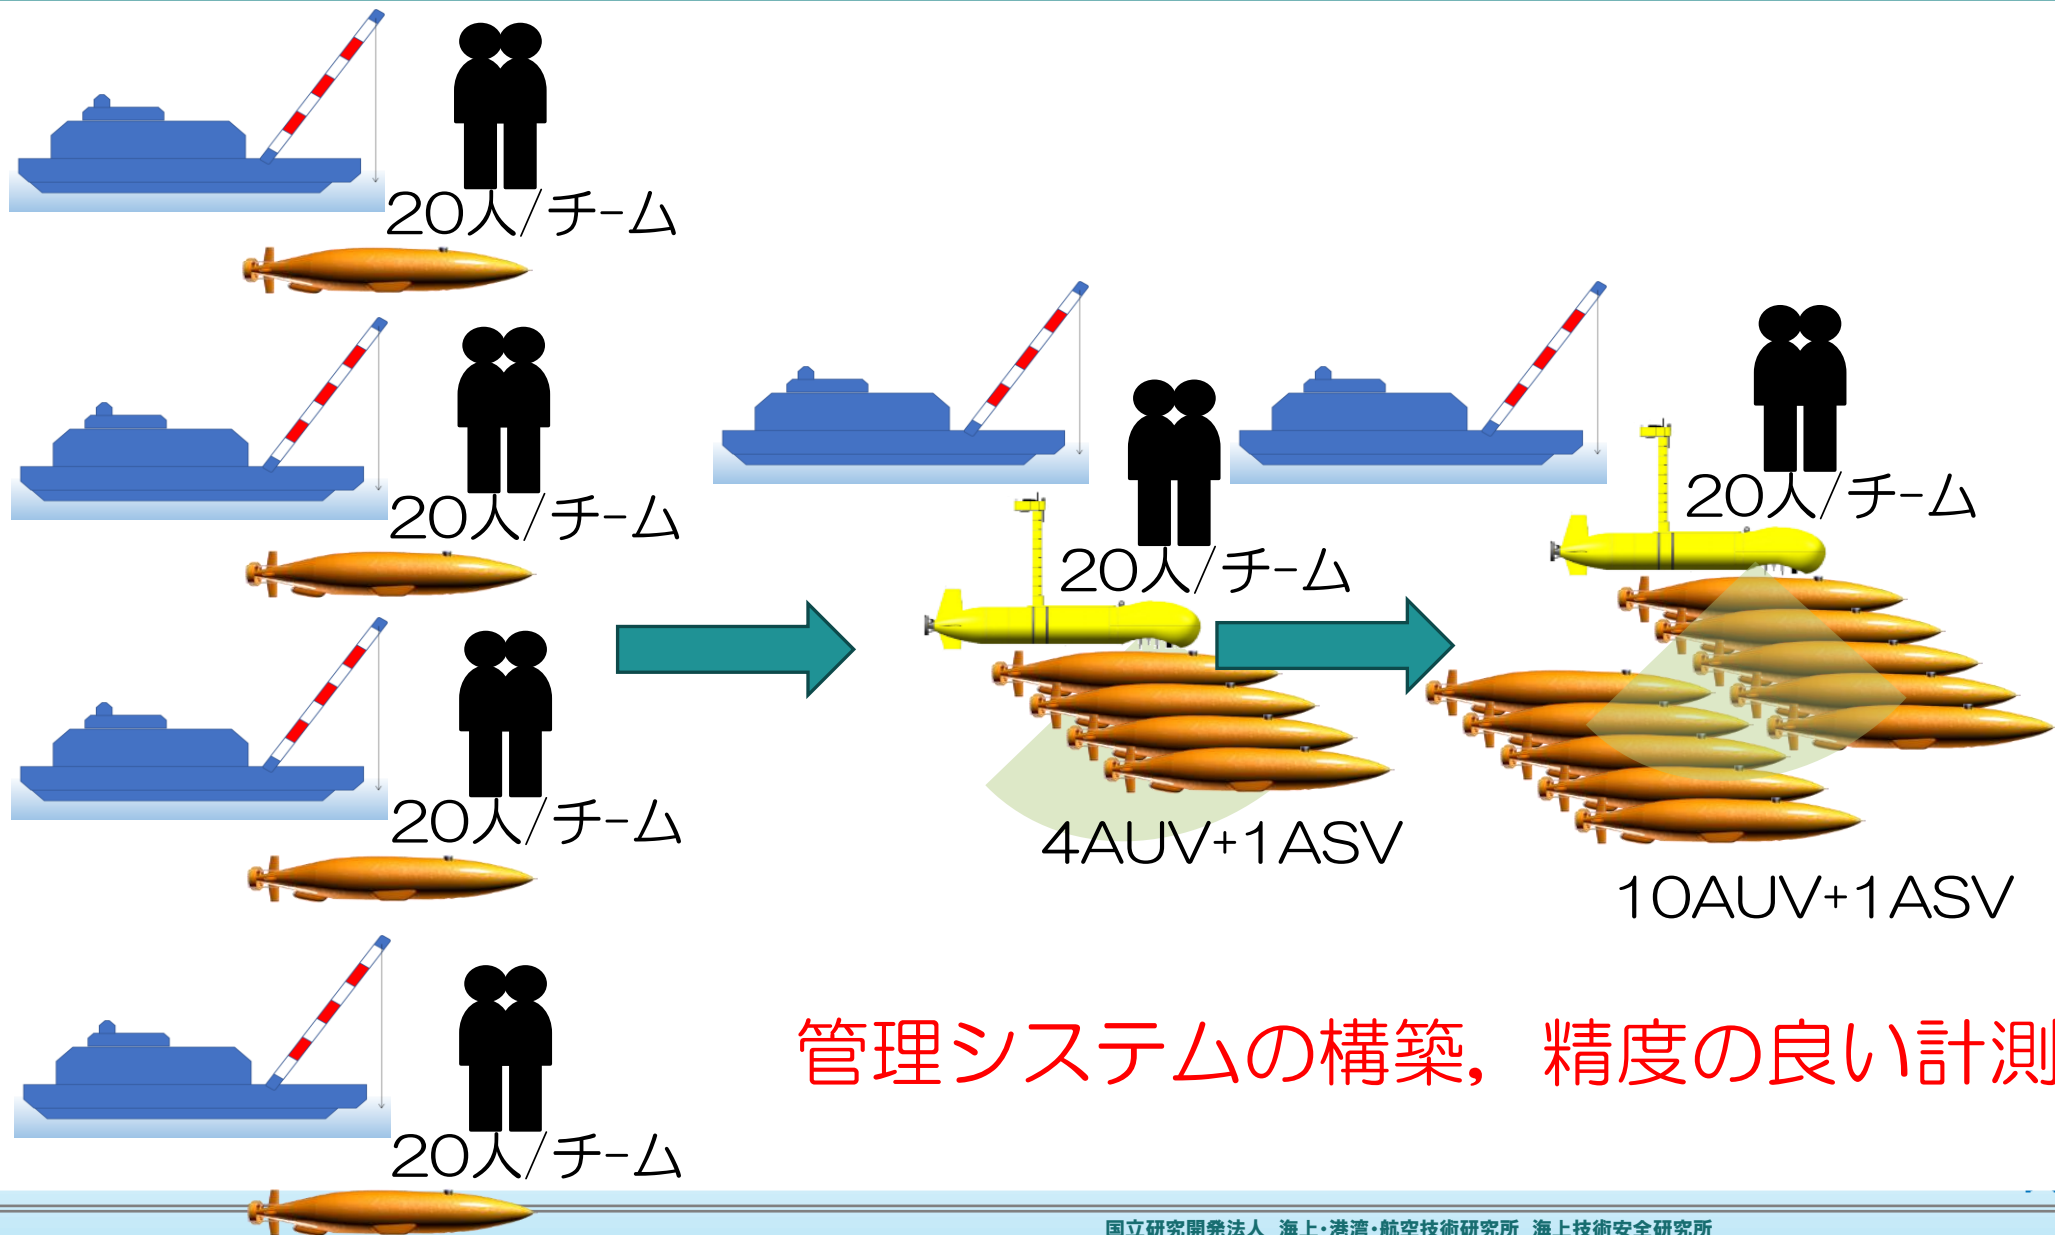 20人/チーム
20人/チーム
20人/チーム
20人/チーム
20人/チーム
4AUV+1ASV
20人/チーム
10AUV+1ASV
管理システムの構築，精度の良い計測
国立研究開発法人 海上・港湾・航空技術研究所 海上技術安全研究所